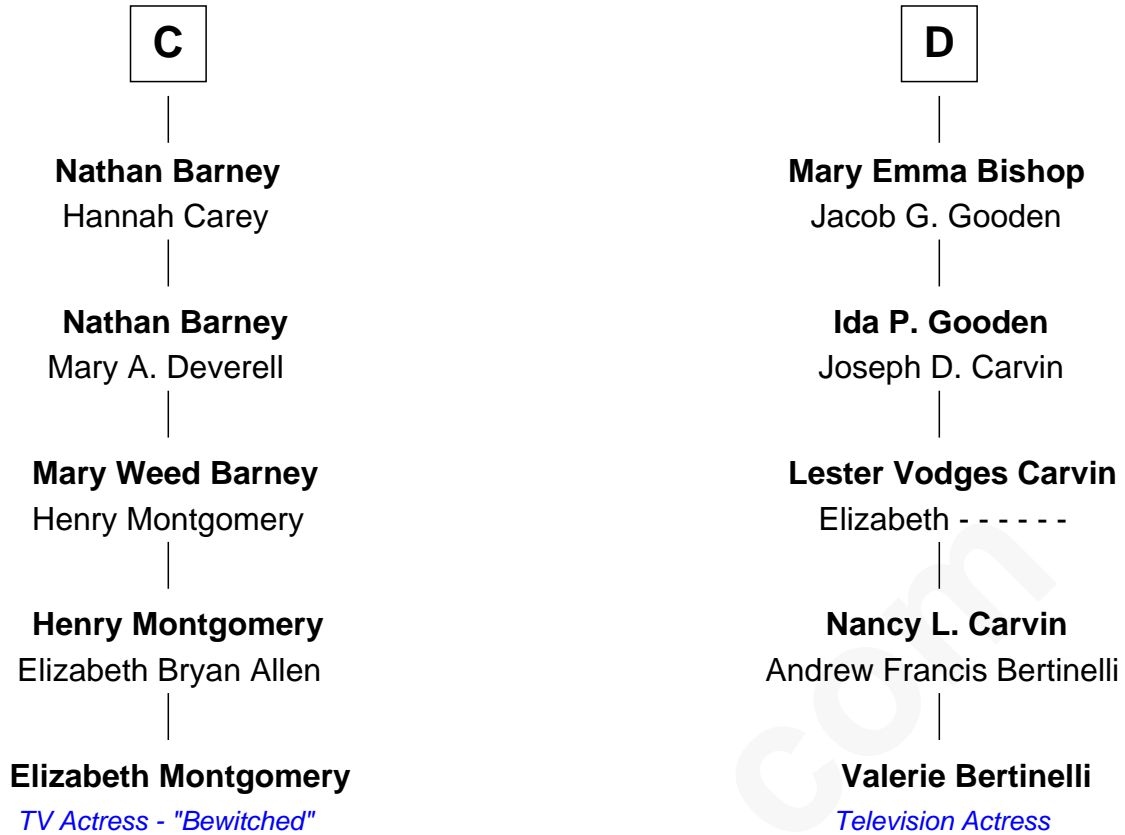 C
Nathan Barney
Hannah Carey
Nathan Barney
Mary A. Deverell
Mary Weed Barney
Henry Montgomery
Henry Montgomery
Elizabeth Bryan Allen
Elizabeth Montgomery
TV Actress - "Bewitched"
D
Mary Emma Bishop
Jacob G. Gooden
Ida P. Gooden
Joseph D. Carvin
Lester Vodges Carvin
Elizabeth - - - - - -
Nancy L. Carvin
Andrew Francis Bertinelli
Valerie Bertinelli
Television Actress
com